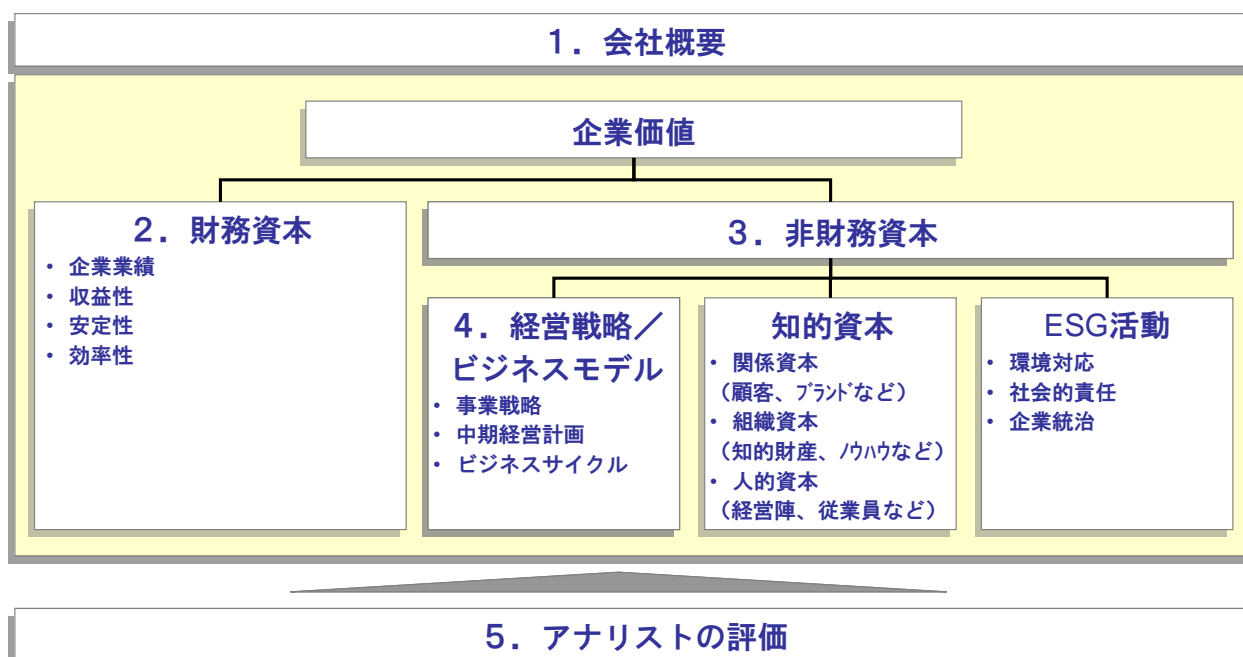 １．会社概要
企業価値
２．財務資本
・ 企業業績
・ 収益性
・ 安定性
・ 効率性
３．非財務資本
４．経営戦略／
ビジネスモデル
・ 事業戦略
・ 中期経営計画
・ ビジネスサイクル
知的資本
・ 関係資本
（顧客、ﾌﾞﾗﾝﾄﾞなど）
・ 組織資本
（知的財産、ﾉｳﾊｳなど）
・ 人的資本
（経営陣、従業員など）
ESG活動
・ 環境対応
・ 社会的責任
・ 企業統治
５．アナリストの評価